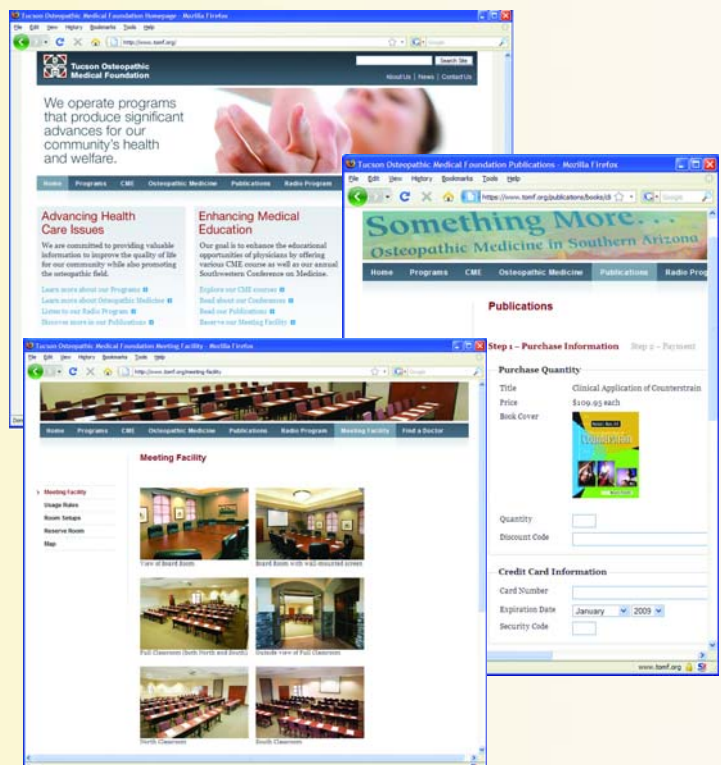 Tucson Osteopathic Medical Foundation Homepage - Mozilla Firefox
File Edit View History Bookmarks Tools Help
http://www.tomf.org/
Google
Tucson Osteopathic
Medical Foundation
Search Site
About Us | News | Contact Us
We operate programs
that produce significant
advances for our
community's health
and welfare.
Home Programs CME Osteopathic Medicine Publications Radio Program
Advancing Health
Care Issues
We are committed to providing valuable
information to improve the quality of life
for our community while also promoting
the osteopathic field.
Learn more about our Programs
Learn more about Osteopathic Medicine
Listen to our Radio Program
Discover more in our Publications
Enhancing Medical
Education
Our goal is to enhance the educational
opportunities of physicians by offering
various CME course as well as our annual
Southwestern Conference on Medicine.
Explore our CME courses
Read about our Conferences
Read our Publications
Reserve our Meeting Facility
Tucson Osteopathic Medical Foundation Publications - Mozilla Firefox
File Edit View History Bookmarks Tools Help
https://www.tomf.org/publications/books/di
Google
Something More. . .
Osteopathic Medicine in Southern Arizona
Home Programs CME Osteopathic Medicine Publications Radio Prog
Publications
Step 1 – Purchase Information Step 2 – Payment
Purchase Quantity
Title Clinical Application of Counterstrain
Price $109.95 each
Book Cover
Counterstrain
Quantity
Discount Code
Credit Card Information
Card Number
Expiration Date January 2009
Security Code
www.tomf.org
Tucson Osteopathic Medical Foundation Meeting Facility - Mozilla Firefox
File Edit View History Bookmarks Tools Help
http://www.tomf.org/meeting-facility
Google
Home Programs CME Osteopathic Medicine Publications Radio Program Meeting Facility Find a Doctor
Meeting Facility
Meeting Facility
Usage Rules
Room Setups
Reserve Room
Map
View of Board Room
Board Room with wall-mounted screen
Full Classroom (both North and South)
Outside view of Full Classroom
North Classroom
South Classroom